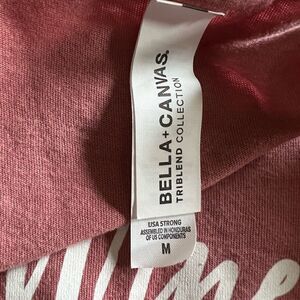 BELLA+CANVAS.
TRIBLEND COLLECTION
USA STRONG
ASSEMBLED IN HONDURAS
OF US COMPONENTS
M